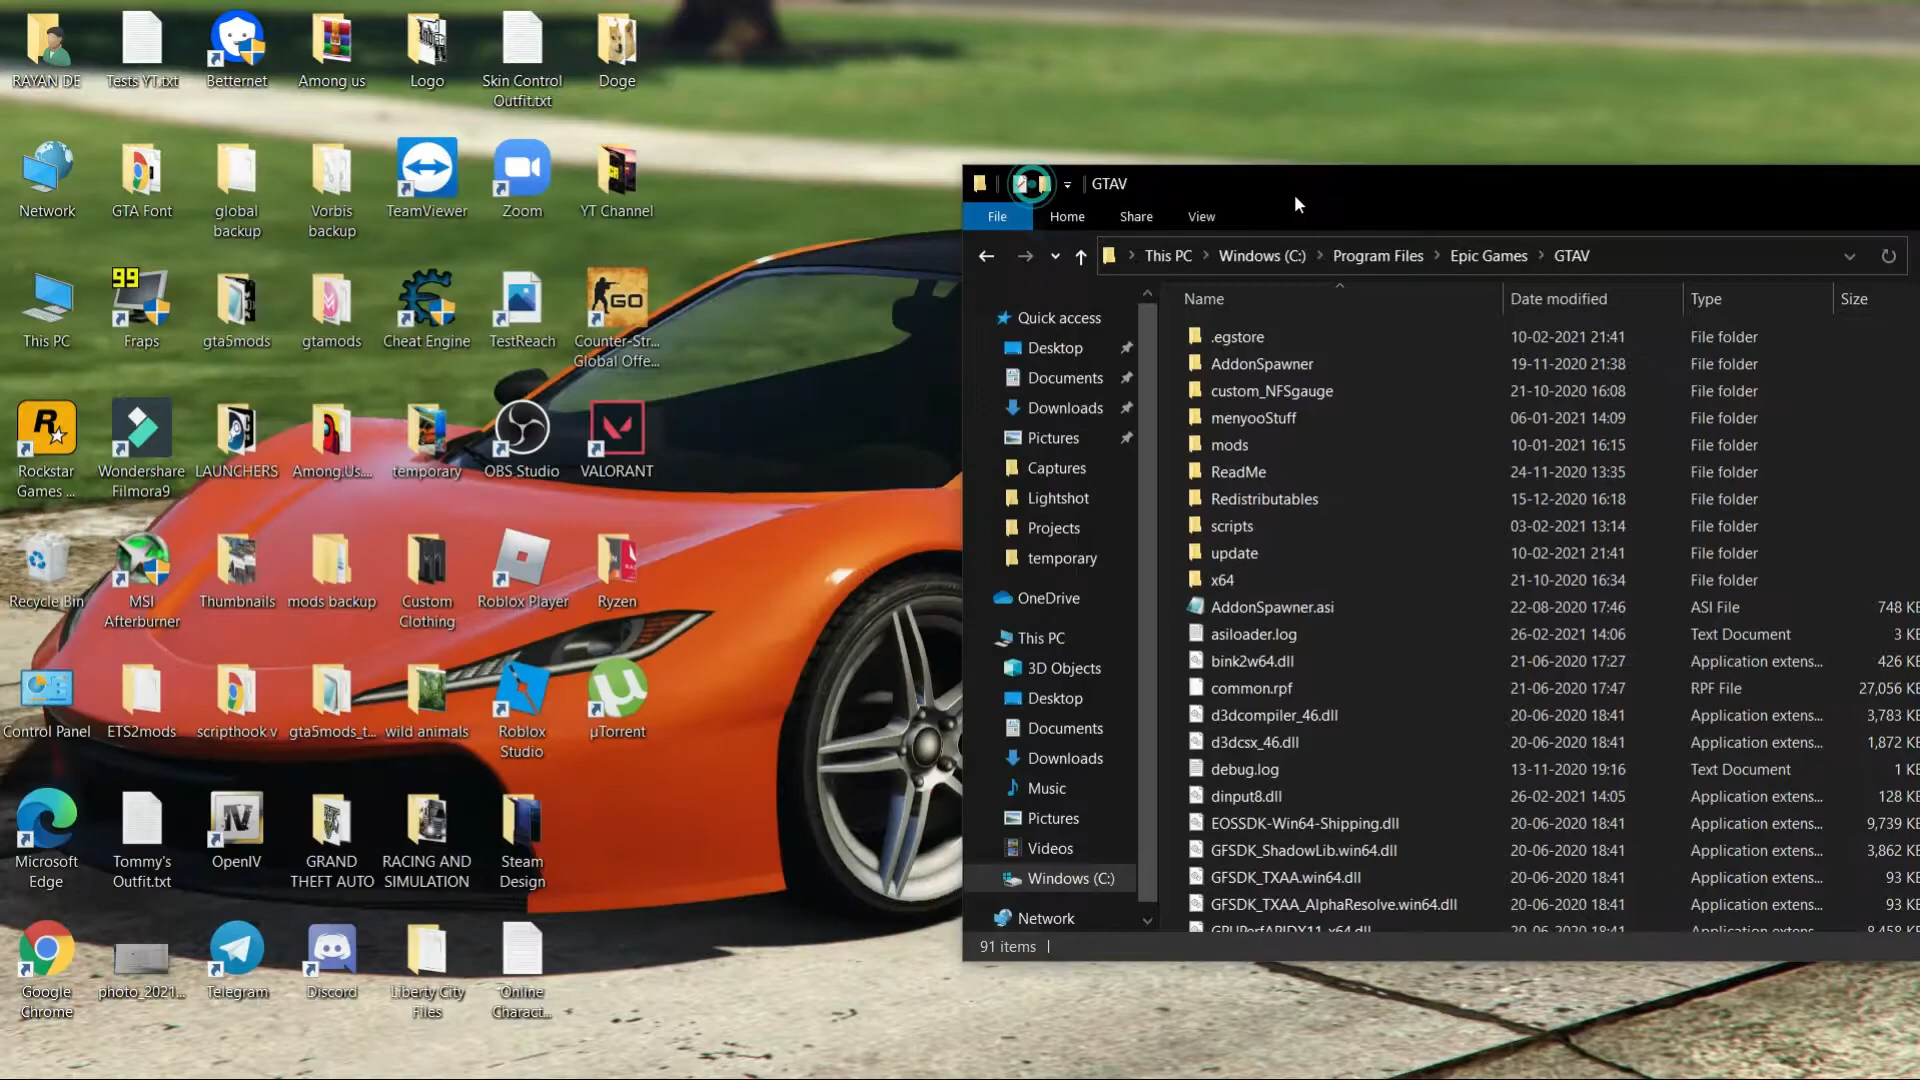 RAYAN DE
Tests YT.txt
Betternet
Among us
Logo
Skin Control
Outfit.txt
Doge
Network
GTA Font
global
backup
Vorbis
backup
TeamViewer
Zoom
YT Channel
99
GO
This PC
Fraps
gta5mods
gtamods
Cheat Engine
TestReach
Counter-Str...
Global Offe...
R
Rockstar
Games ...
Wondershare
Filmora9
LAUNCHERS
Among.Us....
temporary
OBS Studio
VALORANT
Recycle Bin
MSI
Afterburner
Thumbnails
mods backup
Custom
Clothing
Roblox Player
Ryzen
Control Panel
ETS2mods
scripthook v
gta5mods_t...
wild animals
Roblox
Studio
µTorrent
Microsoft
Edge
Tommy's
Outfit.txt
OpenIV
GRAND
THEFT AUTO
RACING AND
SIMULATION
Steam
Design
Google
Chrome
photo_2021...
Telegram
Discord
Liberty City
Files
Online
Charact...
GTAV
File Home Share View
This PC > Windows (C:) > Program Files > Epic Games > GTAV
Quick access
Desktop
Documents
Downloads
Pictures
Captures
Lightshot
Projects
temporary
OneDrive
This PC
3D Objects
Desktop
Documents
Downloads
Music
Pictures
Videos
Windows (C:)
Network
Name Date modified Type Size
.egstore 10-02-2021 21:41 File folder
AddonSpawner 19-11-2020 21:38 File folder
custom_NFSgauge 21-10-2020 16:08 File folder
menyooStuff 06-01-2021 14:09 File folder
mods 10-01-2021 16:15 File folder
ReadMe 24-11-2020 13:35 File folder
Redistributables 15-12-2020 16:18 File folder
scripts 03-02-2021 13:14 File folder
update 10-02-2021 21:41 File folder
x64 21-10-2020 16:34 File folder
AddonSpawner.asi 22-08-2020 17:46 ASI File 748 KB
asiloader.log 26-02-2021 14:06 Text Document 3 KB
bink2w64.dll 21-06-2020 17:27 Application extens... 426 KB
common.rpf 21-06-2020 17:47 RPF File 27,056 KB
d3dcompiler_46.dll 20-06-2020 18:41 Application extens... 3,783 KB
d3dcsx_46.dll 20-06-2020 18:41 Application extens... 1,872 KB
debug.log 13-11-2020 19:16 Text Document 1 KB
dinput8.dll 26-02-2021 14:05 Application extens... 128 KB
EOSSDK-Win64-Shipping.dll 20-06-2020 18:41 Application extens... 9,739 KB
GFSDK_ShadowLib.win64.dll 20-06-2020 18:41 Application extens... 3,862 KB
GFSDK_TXAA.win64.dll 20-06-2020 18:41 Application extens... 93 KB
GFSDK_TXAA_AlphaResolve.win64.dll 20-06-2020 18:41 Application extens... 93 KB
GPUPerfAPIDX11-x64.dll 20-06-2020 18:41 Application extens... 8,458 KB
91 items